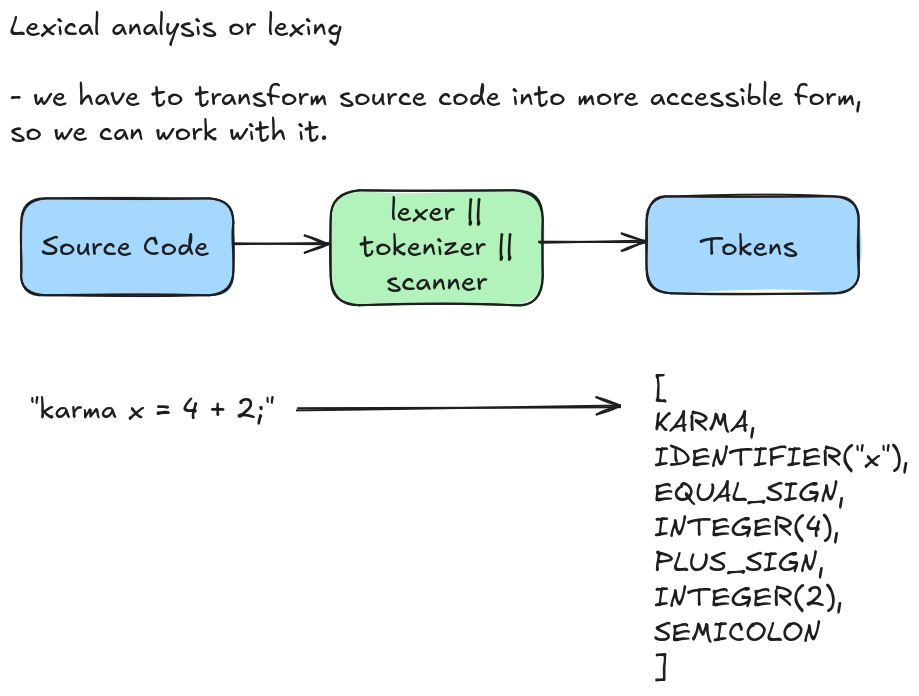 Lexical analysis or lexing
- we have to transform source code into more accessible form,
so we can work with it.
Source Code
lexer ||
tokenizer ||
scanner
Tokens
"karma x = 4 + 2;"
[
KARMA,
IDENTIFIER("x"),
EQUAL_SIGN,
INTEGER(4),
PLUS_SIGN,
INTEGER(2),
SEMICOLON
]